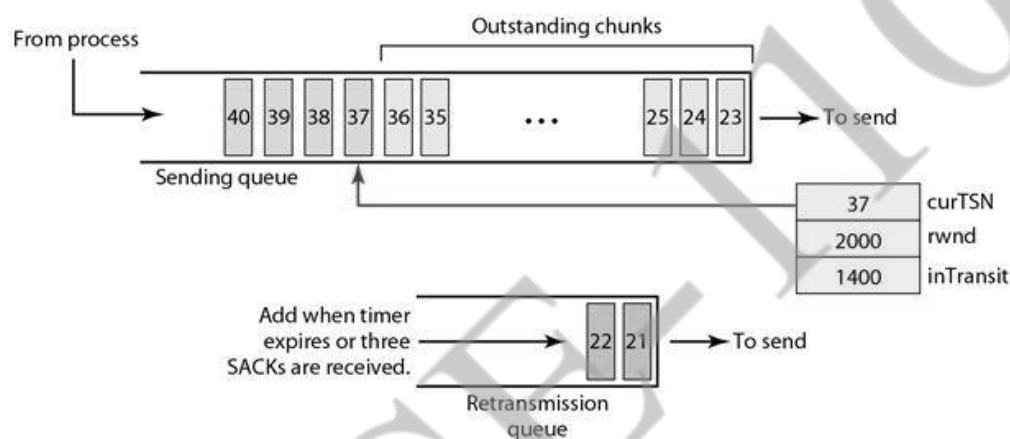 Outstanding chunks
From process
40 39 38 37 36 35 ... 25 24 23
To send
Sending queue
37 curTSN
2000 rwnd
1400 inTransit
Add when timer
expires or three
SACKs are received.
22 21
To send
Retransmission
queue